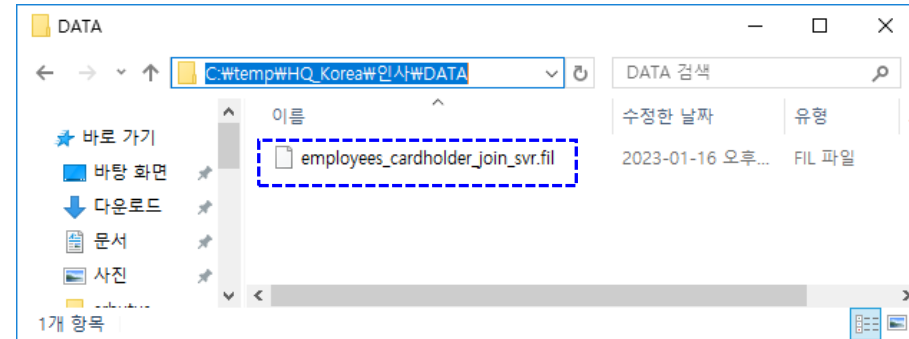 DATA
C:₩temp₩HQ_Korea₩인사₩DATA
DATA 검색
이름
수정한 날짜
유형
바로 가기
employees_cardholder_join_svr.fil
2023-01-16 오후...
FIL 파일
바탕 화면
다운로드
문서
사진
1개 항목